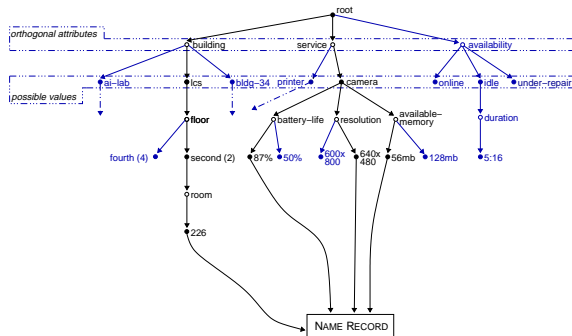 root
orthogonal attributes
building service availability
ai−lab lcs bldg−34 printer camera online idle under−repair
possible values
floor battery−life resolution available−
memory duration
fourth (4) second (2) 87% 50% 600x
800 640x
480 56mb 128mb 5:16
room
226
NAME RECORD